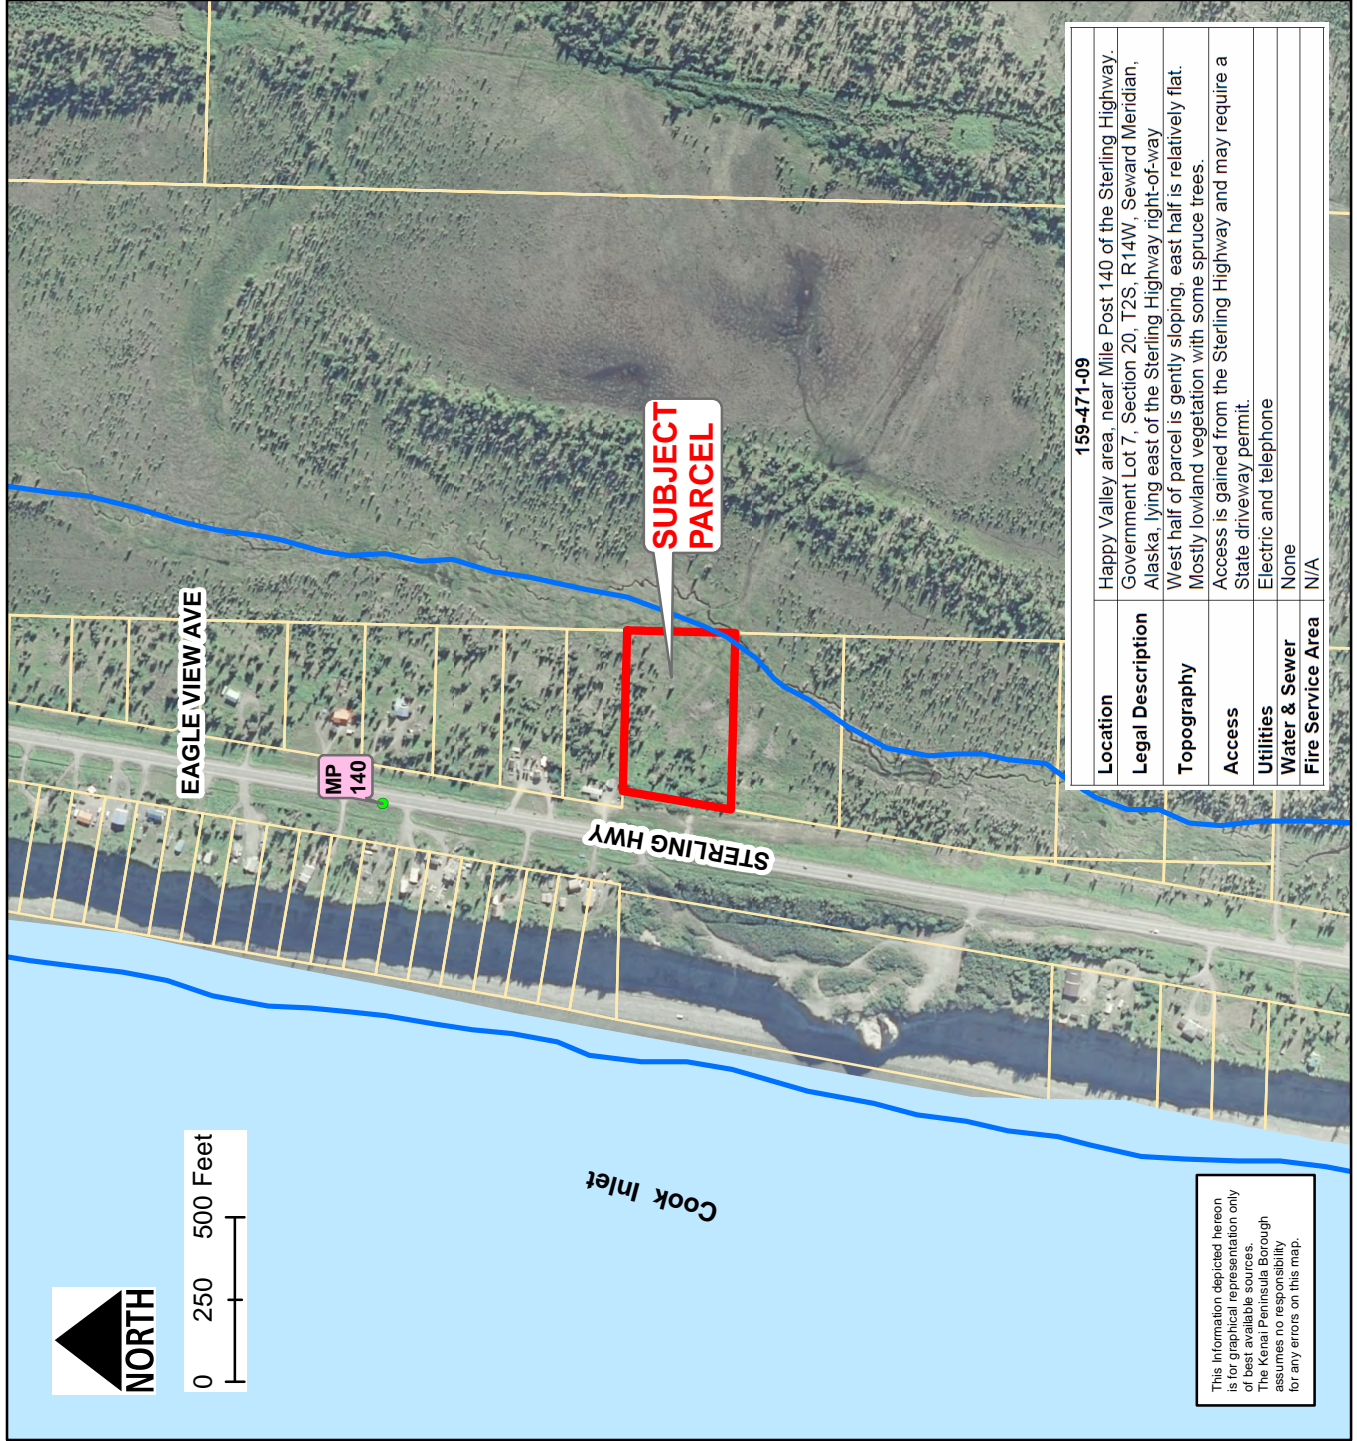 EAGLE VIEW AVE
MP
140
STERLING HWY
SUBJECT
PARCEL
Cook Inlet
NORTH
0 250 500 Feet
159-471-09
Location Happy Valley area, near Mile Post 140 of the Sterling Highway.
Legal Description Government Lot 7, Section 20, T2S, R14W, Seward Meridian,
Alaska, lying east of the Sterling Highway right-of-way
Topography West half of parcel is gently sloping, east half is relatively flat.
Mostly lowland vegetation with some spruce trees.
Access Access is gained from the Sterling Highway and may require a
State driveway permit.
Utilities Electric and telephone
Water & Sewer None
Fire Service Area N/A
This Information depicted hereon
is for graphical representation only
of best available sources.
The Kenai Peninsula Borough
assumes no responsibility
for any errors on this map.